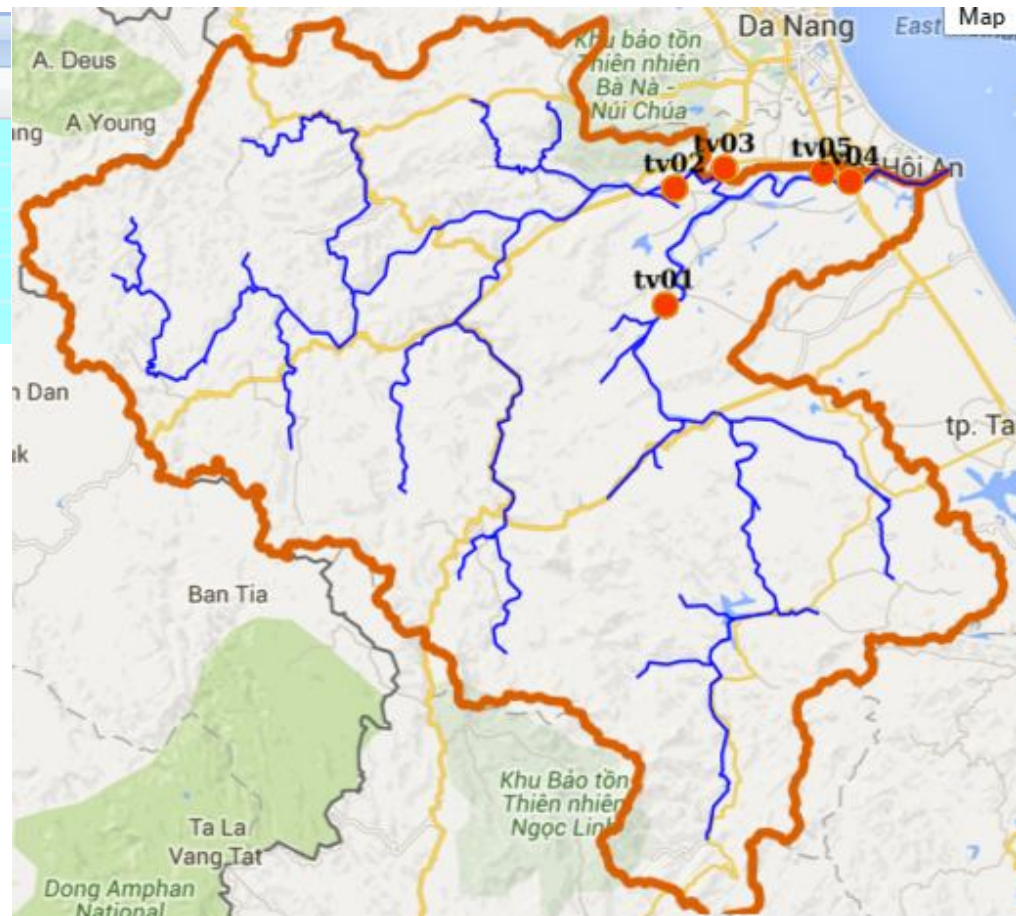 Map
Da Nang
East
A. Deus
Khu bảo tồn
Thiên nhiên
Bà Nà -
Núi Chúa
ang
A Young
tv03
tv02
tv05
tv04
Hội An
tv01
n Dan
tp. Ta
uk
Ban Tia
Khu Bảo tồn
Thiên nhiên
Ngọc Linh
Ta La
Vang Tat
Dong Amphan
National